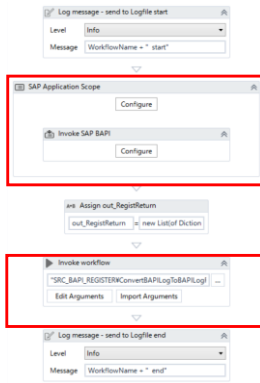 Log message - send to Logfile start
Level Info
Message WorkflowName + " start"
SAP Application Scope
Configure
Invoke SAP BAPI
Configure
A+B Assign out_RegistReturn
out_RegistReturn = new List(of Diction
Invoke workflow
"SRC_BAPI_REGISTER¥ConvertBAPILogToBAPILogI ...
Edit Arguments Import Arguments
Log message - send to Logfile end
Level Info
Message WorkflowName + " end"